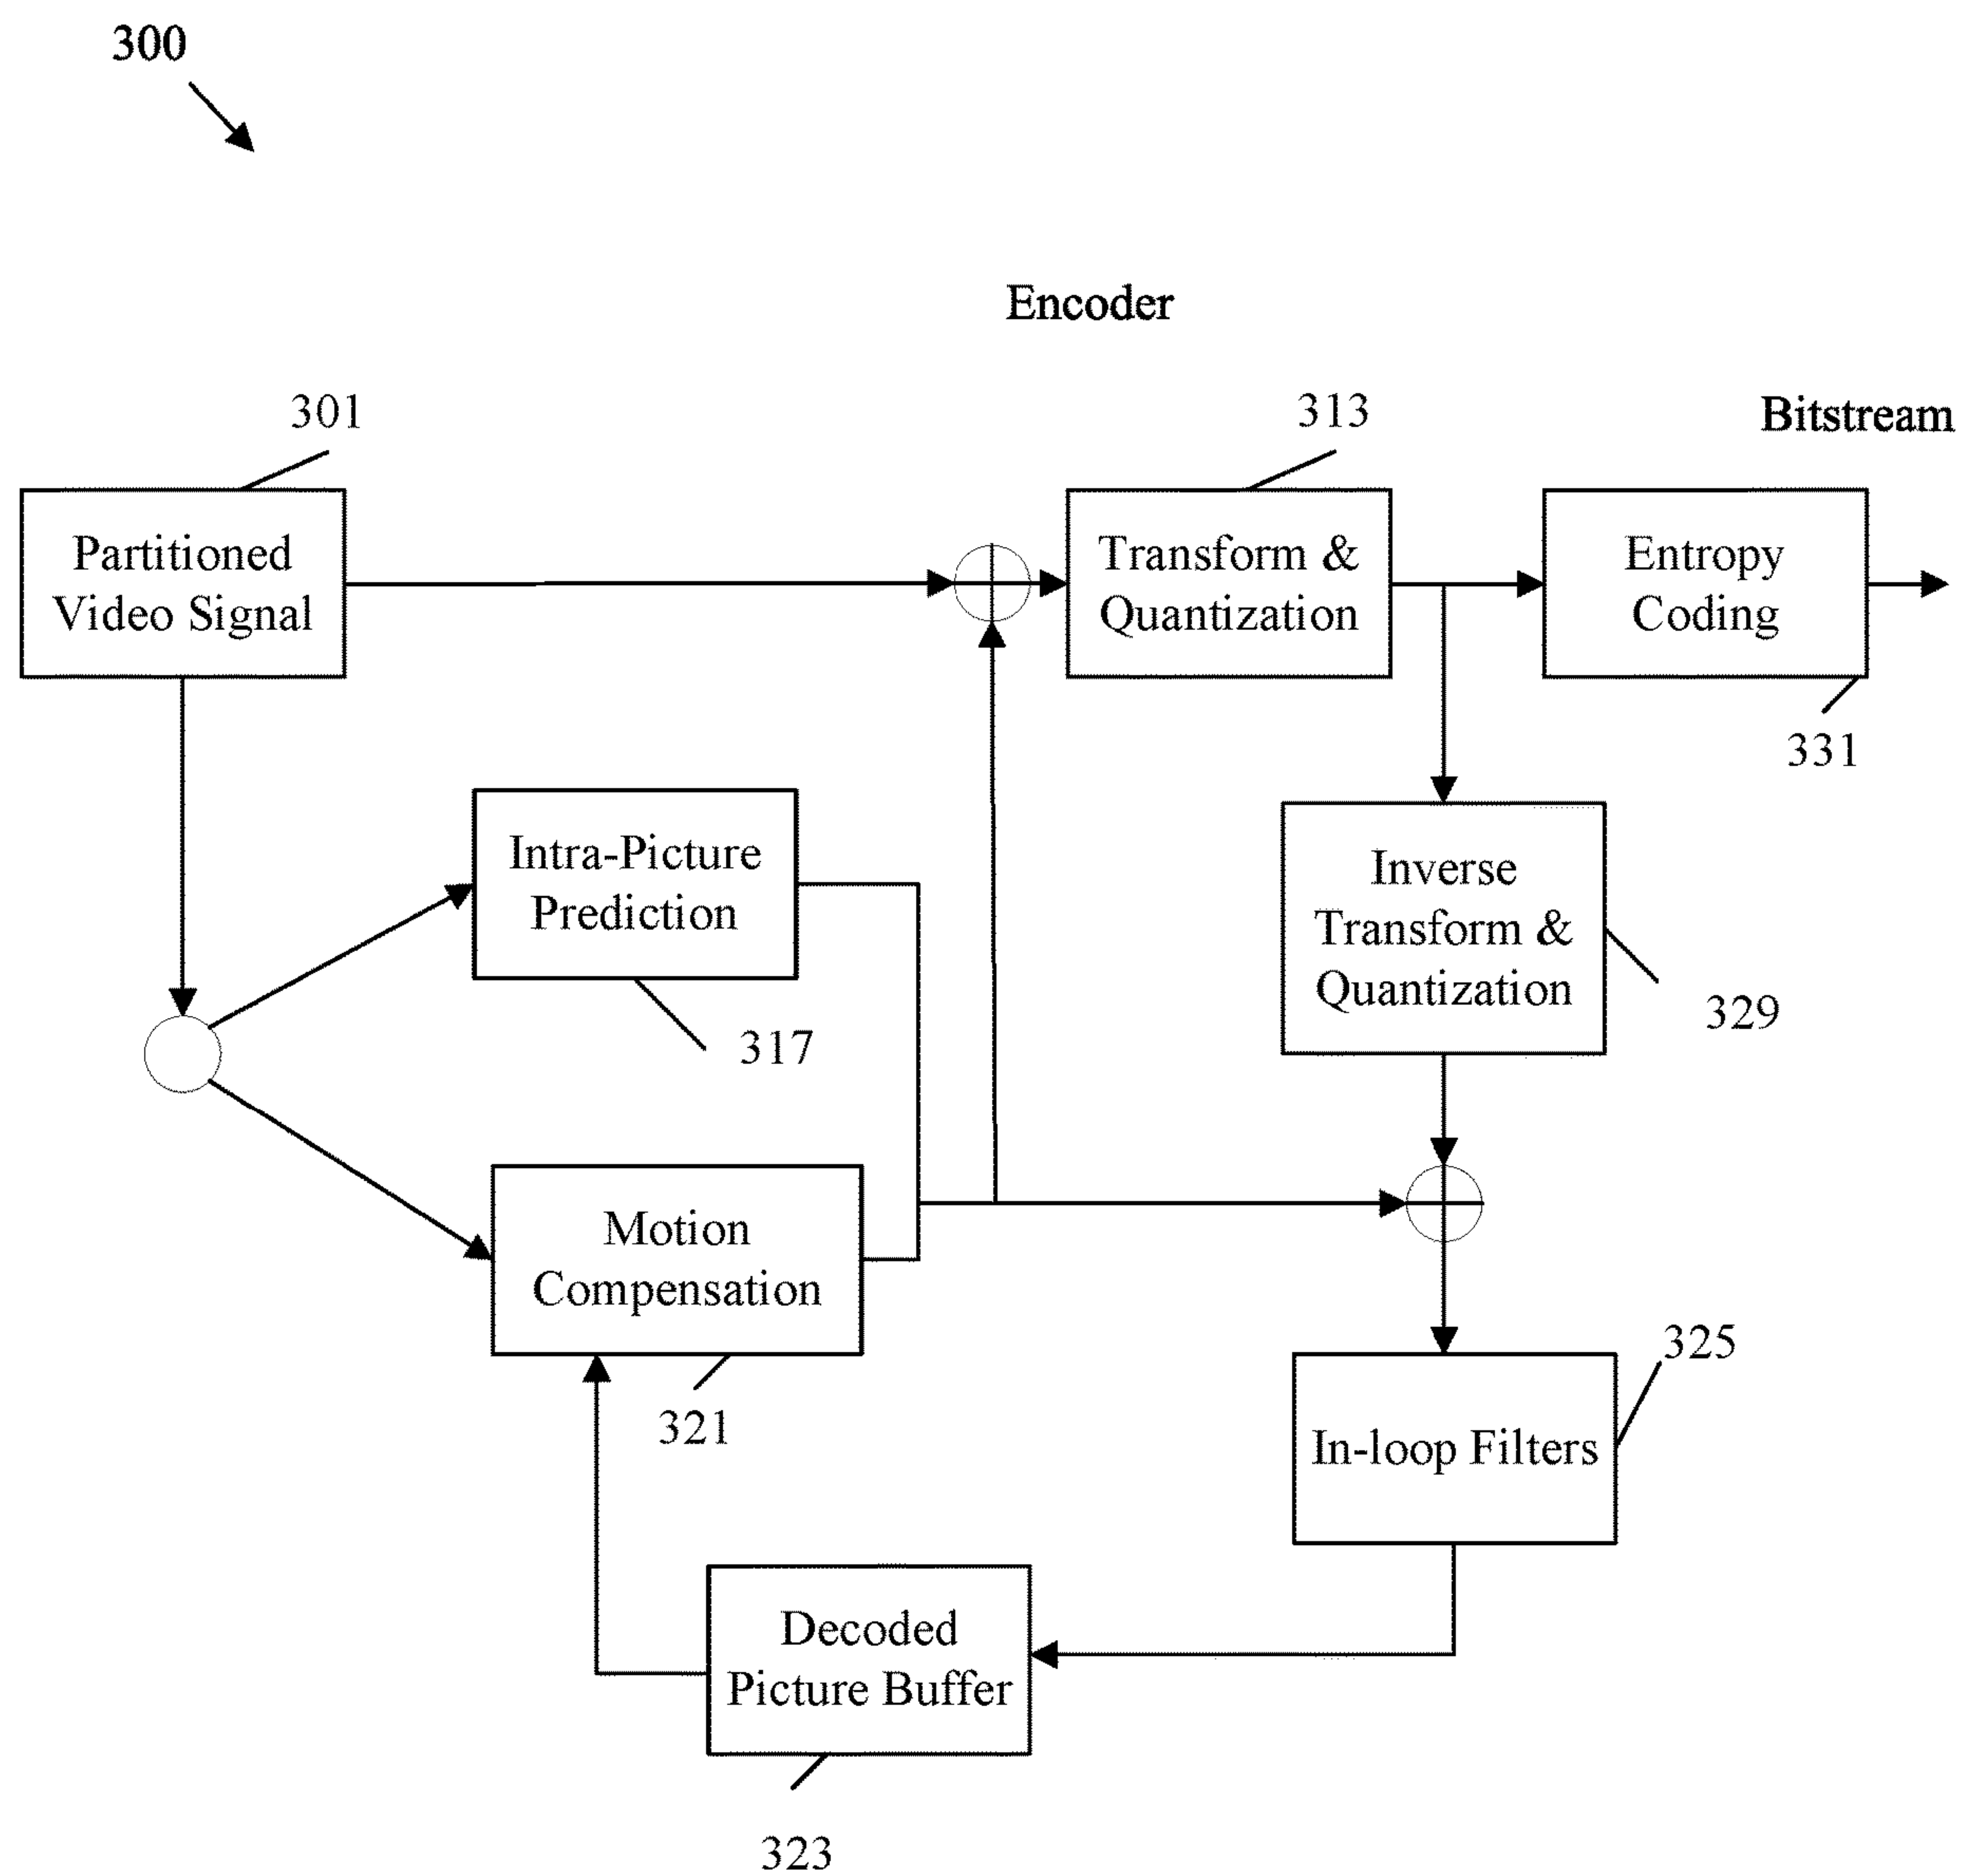 300
Encoder
301
313
Bitstream
Partitioned
Video Signal
Transform &
Quantization
Entropy
Coding
331
Intra-Picture
Prediction
317
Inverse
Transform &
Quantization
329
Motion
Compensation
321
325
In-loop Filters
Decoded
Picture Buffer
323